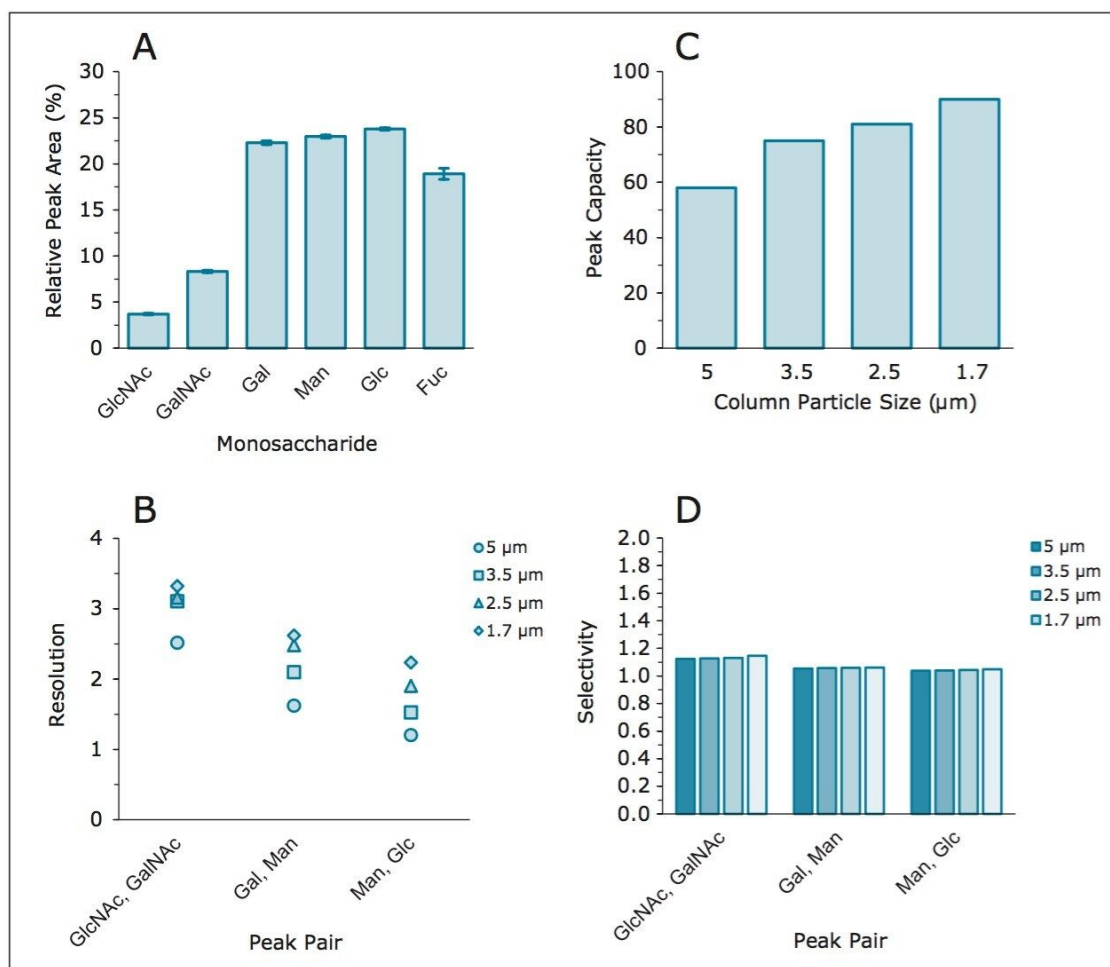 A
Relative Peak Area (%)
30
25
20
15
10
5
0
GlcNAc
GalNAc
Gal
Man
Glc
Fuc
Monosaccharide
C
Peak Capacity
100
80
60
40
20
0
5 3.5 2.5 1.7
Column Particle Size (µm)
B
Resolution
4
3
2
1
0
5 µm
3.5 µm
2.5 µm
1.7 µm
GlcNAc, GalNAc
Gal, Man
Man, Glc
Peak Pair
D
Selectivity
2.0
1.8
1.6
1.4
1.2
1.0
0.8
0.6
0.4
0.2
0.0
5 µm
3.5 µm
2.5 µm
1.7 µm
GlcNAc, GalNAc
Gal, Man
Man, Glc
Peak Pair